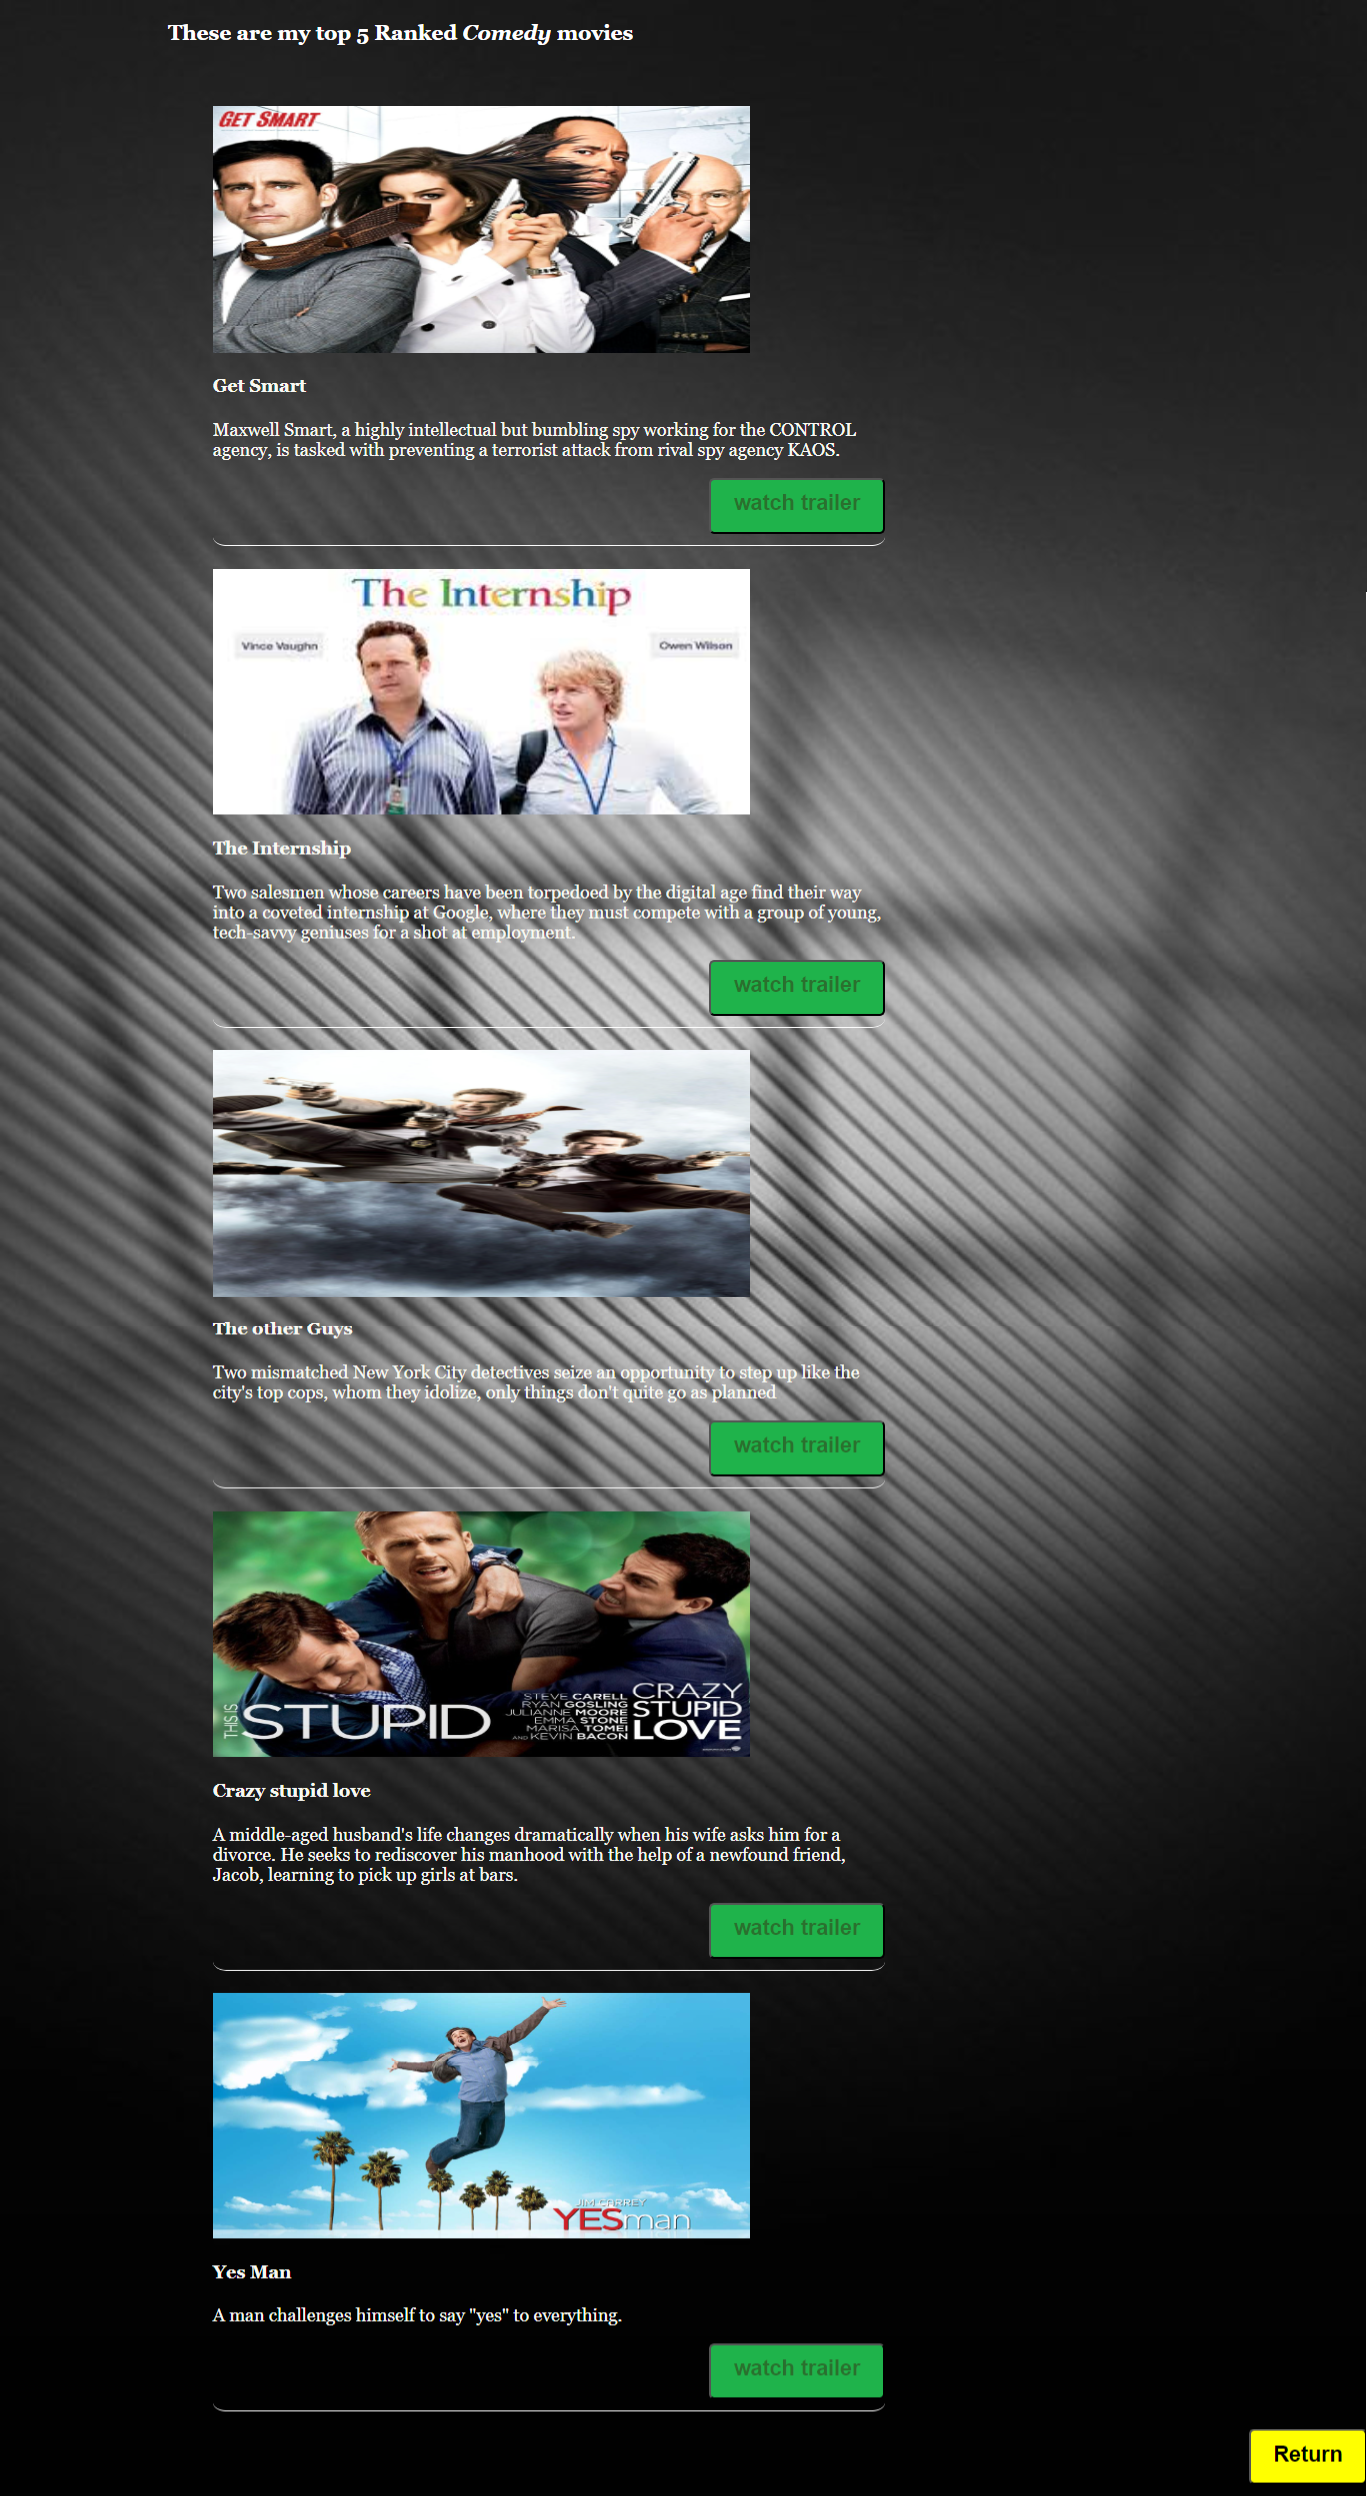 These are my top 5 Ranked Comedy movies
GET SMART
Get Smart
Maxwell Smart, a highly intellectual but bumbling spy working for the CONTROL
agency, is tasked with preventing a terrorist attack from rival spy agency KAOS.
watch trailer
The Internship
Vince Vaughn
Owen Wilson
The Internship
Two salesmen whose careers have been torpedoed by the digital age find their way
into a coveted internship at Google, where they must compete with a group of young,
tech-savvy geniuses for a shot at employment.
watch trailer
The other Guys
Two mismatched New York City detectives seize an opportunity to step up like the
city's top cops, whom they idolize, only things don't quite go as planned
watch trailer
THIS IS
STUPID
STEVE CARELL
RYAN GOSLING
JULIANNE MOORE
EMMA STONE
MARISA TOMEI
AND KEVIN BACON
CRAZY
STUPID
LOVE
Crazy stupid love
A middle-aged husband's life changes dramatically when his wife asks him for a
divorce. He seeks to rediscover his manhood with the help of a newfound friend,
Jacob, learning to pick up girls at bars.
watch trailer
JIM CARREY
YES man
Yes Man
A man challenges himself to say "yes" to everything.
watch trailer
Return